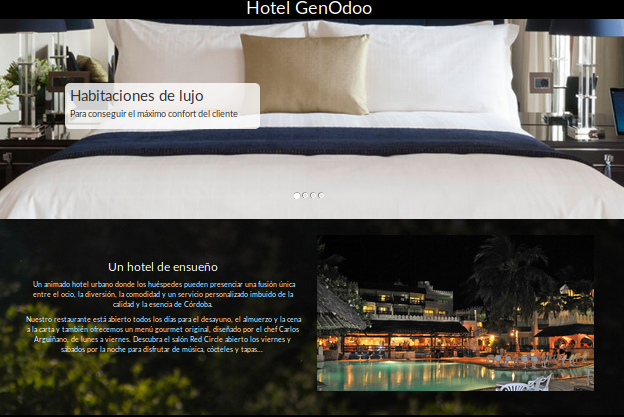 Hotel GenOdoo
Habitaciones de lujo
Para conseguir el máximo confort del cliente
Un hotel de ensueño
Un animado hotel urbano donde los huéspedes pueden presenciar una fusión única
entre el ocio, la diversión, la comodidad y un servicio personalizado imbuido de la
calidad y la esencia de Córdoba.
Nuestro restaurante está abierto todos los días para el desayuno, el almuerzo y la cena
a la carta y también ofrecemos un menú gourmet original, diseñado por el chef Carlos
Arguiñano, de lunes a viernes. Descubra el salón Red Circle abierto los viernes y
sábados por la noche para disfrutar de música, cócteles y tapas...